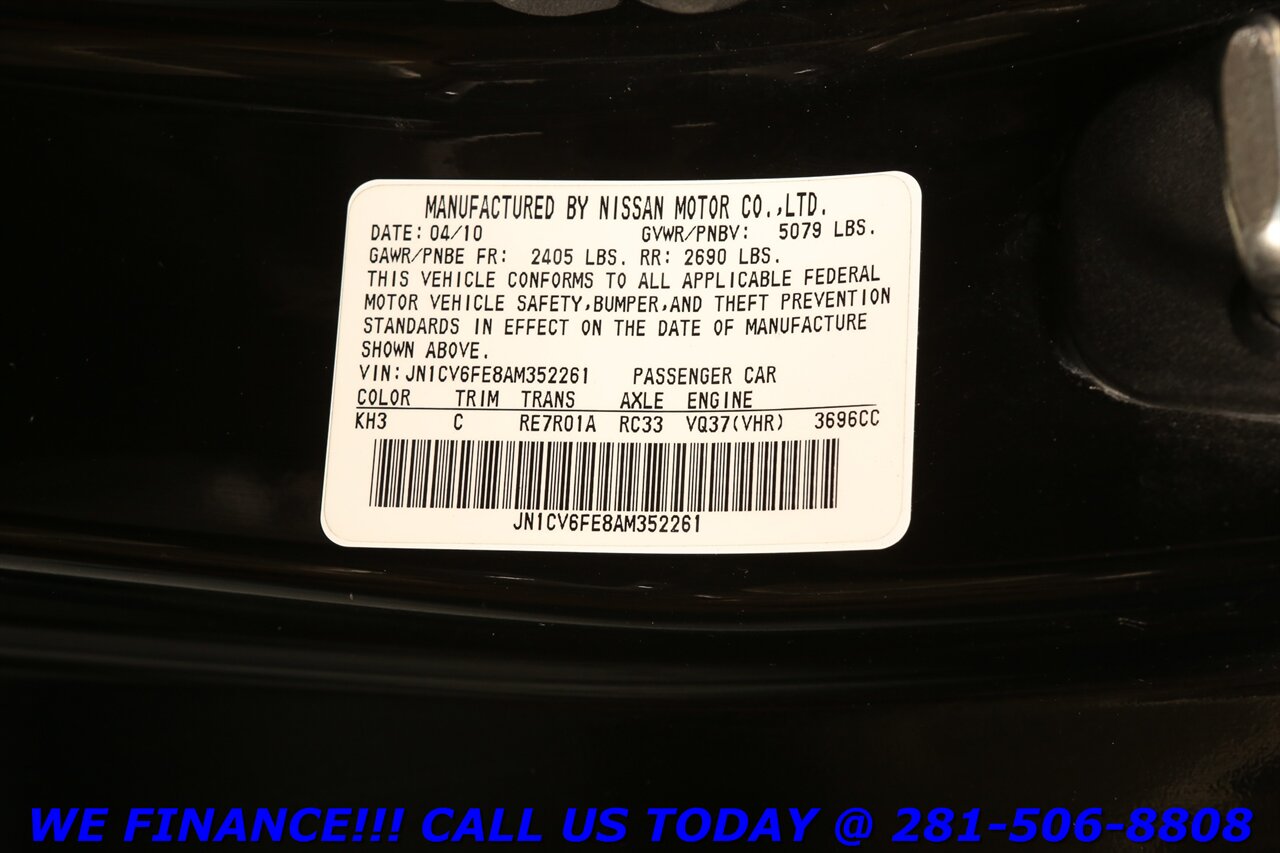 MANUFACTURED BY NISSAN MOTOR CO.,LTD.
DATE: 04/10 GVWR/PNBV: 5079 LBS.
GAWR/PNBE FR: 2405 LBS. RR: 2690 LBS.
THIS VEHICLE CONFORMS TO ALL APPLICABLE FEDERAL
MOTOR VEHICLE SAFETY,BUMPER,AND THEFT PREVENTION
STANDARDS IN EFFECT ON THE DATE OF MANUFACTURE
SHOWN ABOVE.
VIN:JN1CV6FE8AM352261 PASSENGER CAR
COLOR TRIM TRANS AXLE ENGINE
KH3 C RE7R01A RC33 VQ37(VHR) 3696CC
JN1CV6FE8AM352261
WE FINANCE!!! CALL US TODAY @ 281-506-8808